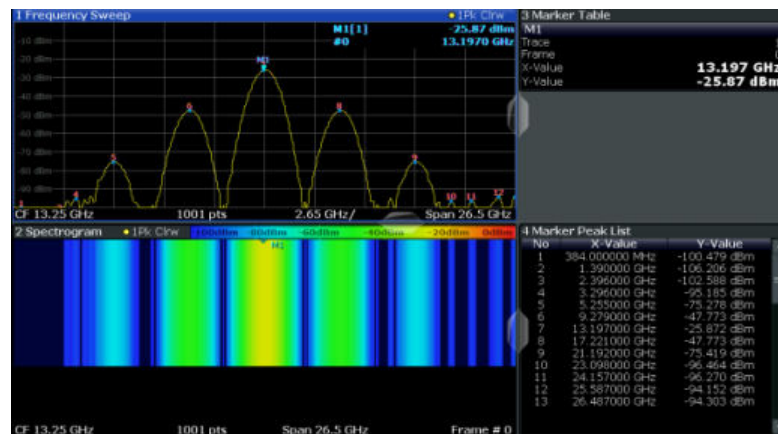 1 Frequency Sweep
1Pk Clrw
M1[1] -25.87 dBm
#0 13.1970 GHz
-10 dBm
-20 dBm
-30 dBm
-40 dBm
-50 dBm
-60 dBm
-70 dBm
-80 dBm
-90 dBm
M1
6
8
5
9
4
10
11
12
1
CF 13.25 GHz 1001 pts 2.65 GHz/ Span 26.5 GHz
3 Marker Table
M1
Trace
Frame
X-Value 13.197 GHz
Y-Value -25.87 dBm
2 Spectrogram 1Pk Clrw -100dBm -80dBm -60dBm -40dBm -20dBm 0dBm
M1
CF 13.25 GHz 1001 pts Span 26.5 GHz Frame # 0
4 Marker Peak List
No X-Value Y-Value
1 384.000000 MHz -100.479 dBm
2 1.390000 GHz -106.206 dBm
3 2.396000 GHz -102.588 dBm
4 3.296000 GHz -95.185 dBm
5 5.255000 GHz -75.278 dBm
6 9.279000 GHz -47.773 dBm
7 13.197000 GHz -25.872 dBm
8 17.221000 GHz -47.773 dBm
9 21.192000 GHz -75.419 dBm
10 23.098000 GHz -96.464 dBm
11 24.157000 GHz -96.270 dBm
12 25.587000 GHz -94.152 dBm
13 26.487000 GHz -94.303 dBm